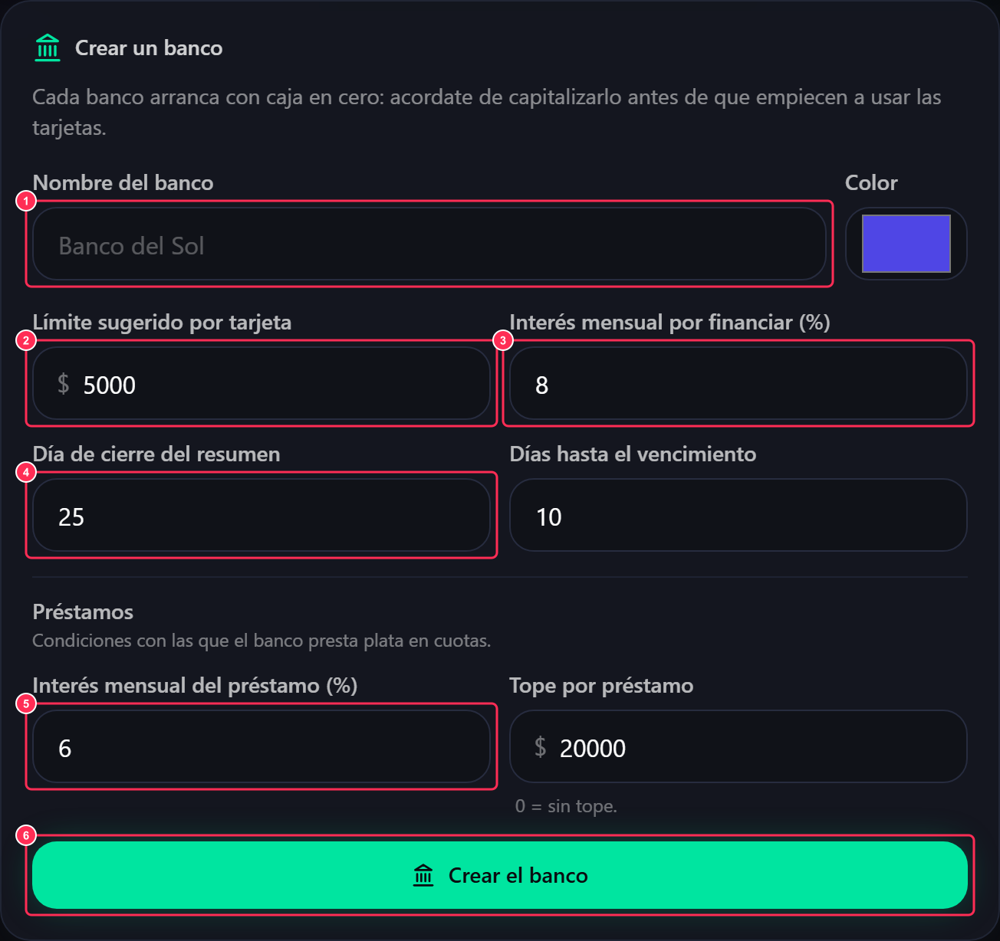 Crear un banco
Cada banco arranca con caja en cero: acordate de capitalizarlo antes de que empiecen a usar las
tarjetas.
Nombre del banco
Color
1
Banco del Sol
Límite sugerido por tarjeta
Interés mensual por financiar (%)
2
3
$ 5000
8
Día de cierre del resumen
Días hasta el vencimiento
4
25
10
Préstamos
Condiciones con las que el banco presta plata en cuotas.
Interés mensual del préstamo (%)
Tope por préstamo
5
6
$ 20000
0 = sin tope.
6
Crear el banco